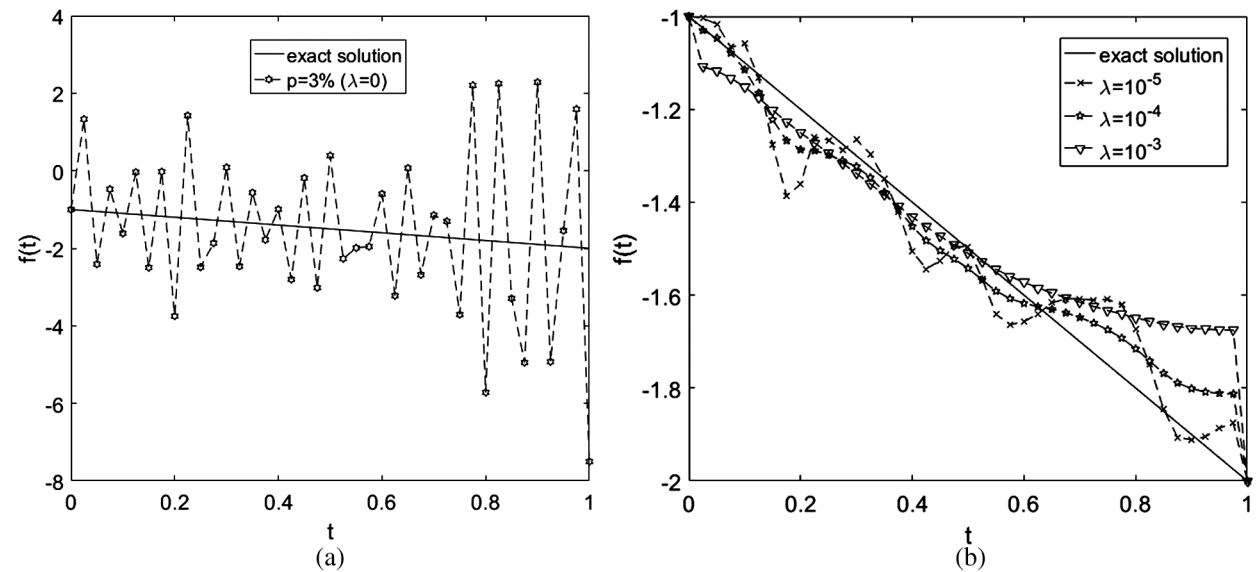 4
2
0
-2
-4
-6
-8
f(t)
exact solution
p=3% (λ=0)
0
0.2
0.4
0.6
0.8
1
t
(a)
-1
-1.2
-1.4
-1.6
-1.8
-2
f(t)
exact solution
λ=10⁻⁵
λ=10⁻⁴
λ=10⁻³
0
0.2
0.4
0.6
0.8
1
t
(b)